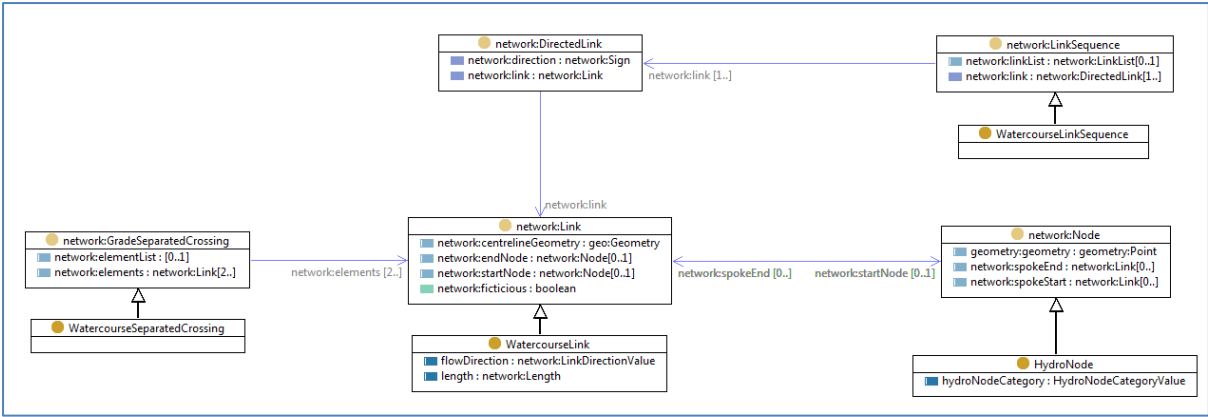 network:DirectedLink
network:direction : network:Sign
network:link : network:Link
network:link [1..]
network:LinkSequence
network:linkList : network:LinkList[0..1]
network:link : network:DirectedLink[1..]
WatercourseLinkSequence
network:link
network:GradeSeparatedCrossing
network:elementList : [0..1]
network:elements : network:Link[2..]
network:elements [2..]
WatercourseSeparatedCrossing
network:Link
network:centrelineGeometry : geo:Geometry
network:endNode : network:Node[0..1]
network:startNode : network:Node[0..1]
network:ficticious : boolean
network:spokeEnd [0..]
network:startNode [0..1]
network:Node
geometry:geometry : geometry:Point
network:spokeEnd : network:Link[0..]
network:spokeStart : network:Link[0..]
WatercourseLink
flowDirection : network:LinkDirectionValue
length : network:Length
HydroNode
hydroNodeCategory : HydroNodeCategoryValue